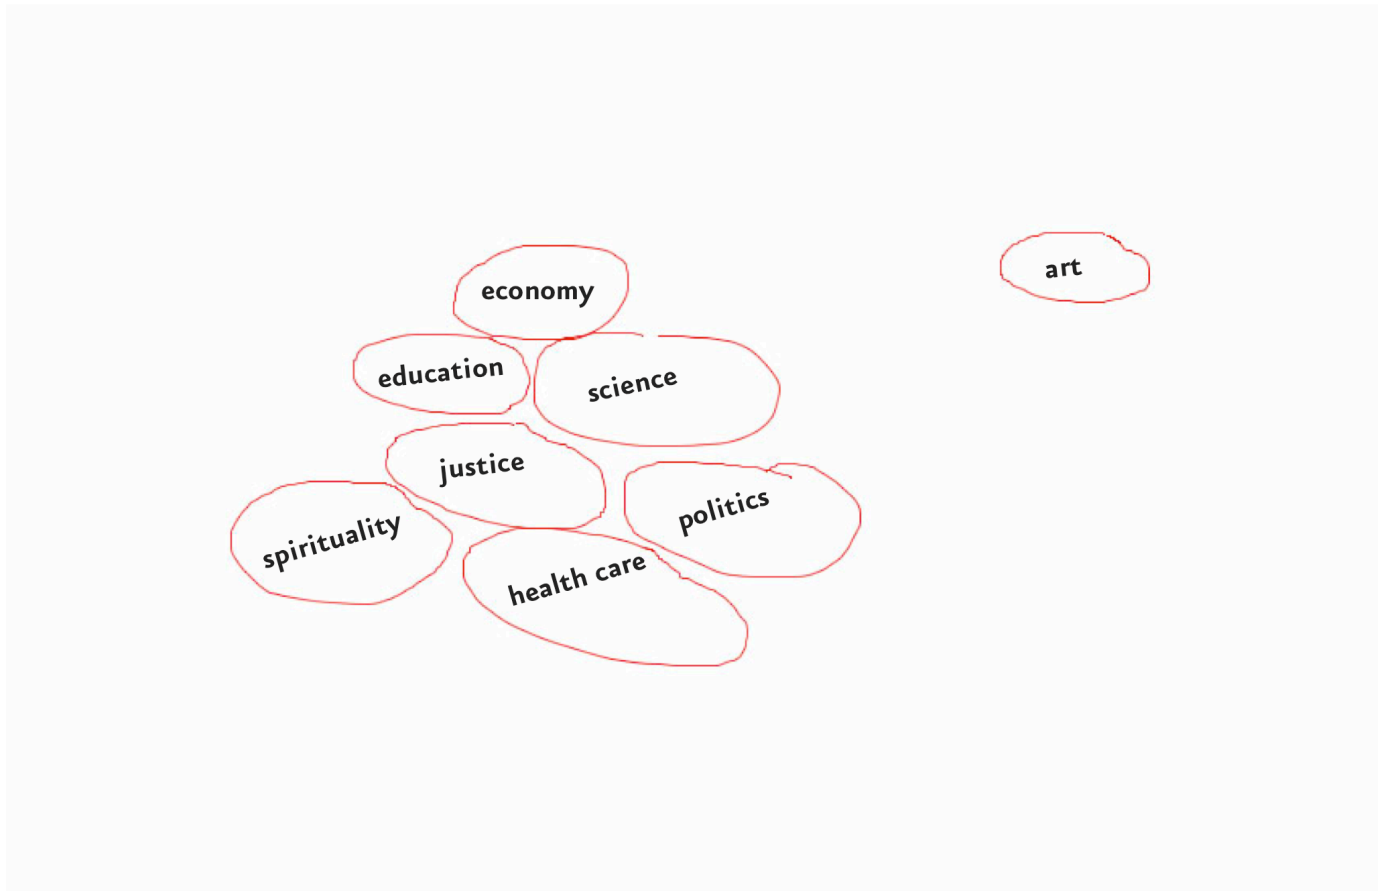 art
economy
education
science
justice
politics
spirituality
health care